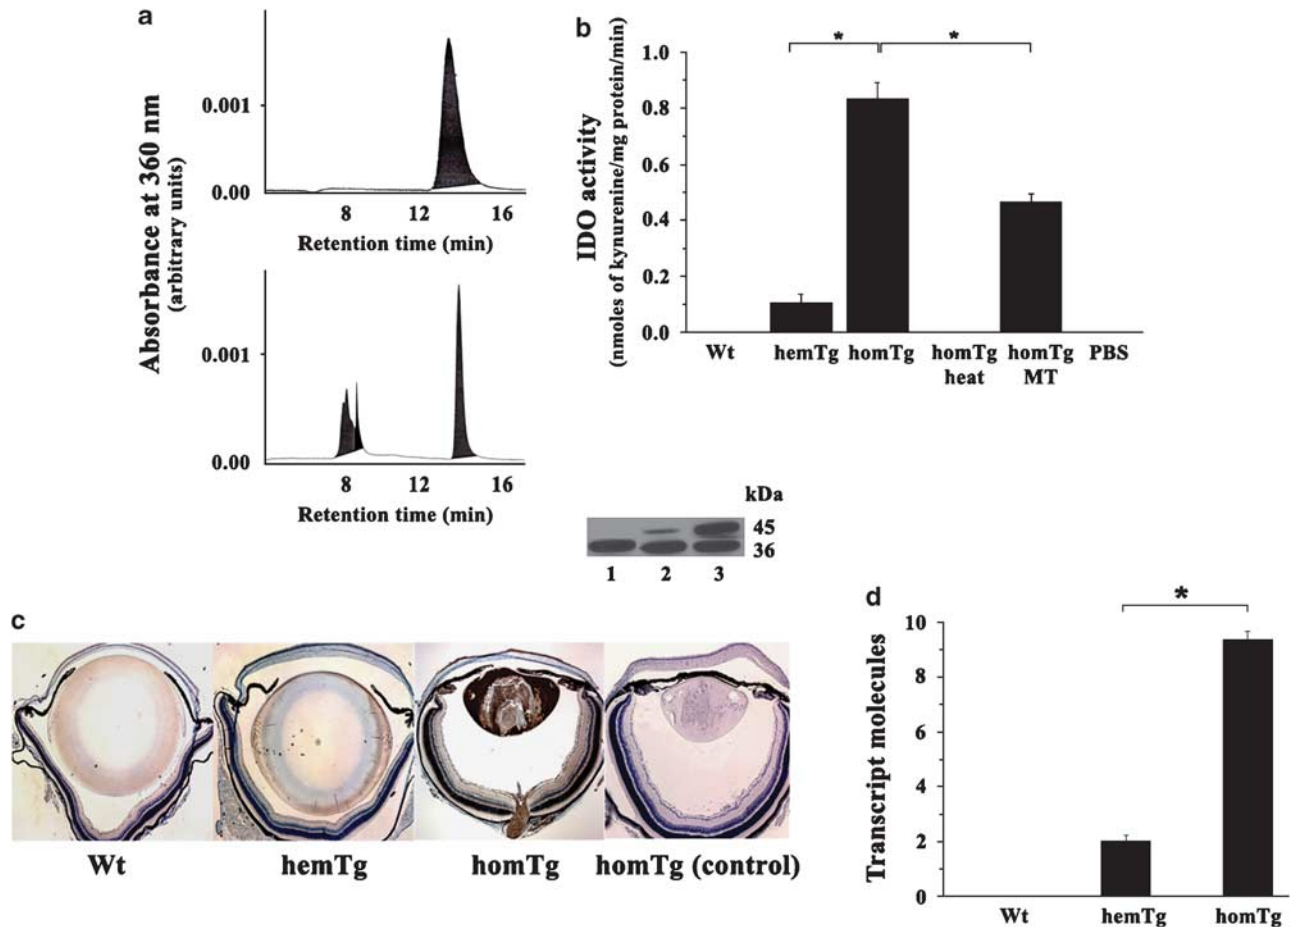 a
Absorbance at 360 nm
(arbitrary units)
0.001
0.00
8 12 16
Retention time (min)
0.001
0.00
8 12 16
Retention time (min)
b
IDO activity
(nmoles of kynurenine/mg protein/min)
* *
1.0
0.8
0.6
0.4
0.2
0.0
Wt hemTg homTg homTg homTg PBS
heat MT
kDa
45
36
1 2 3
c
Wt hemTg homTg homTg (control)
d
Transcript molecules
*
10
8
6
4
2
0
Wt hemTg homTg